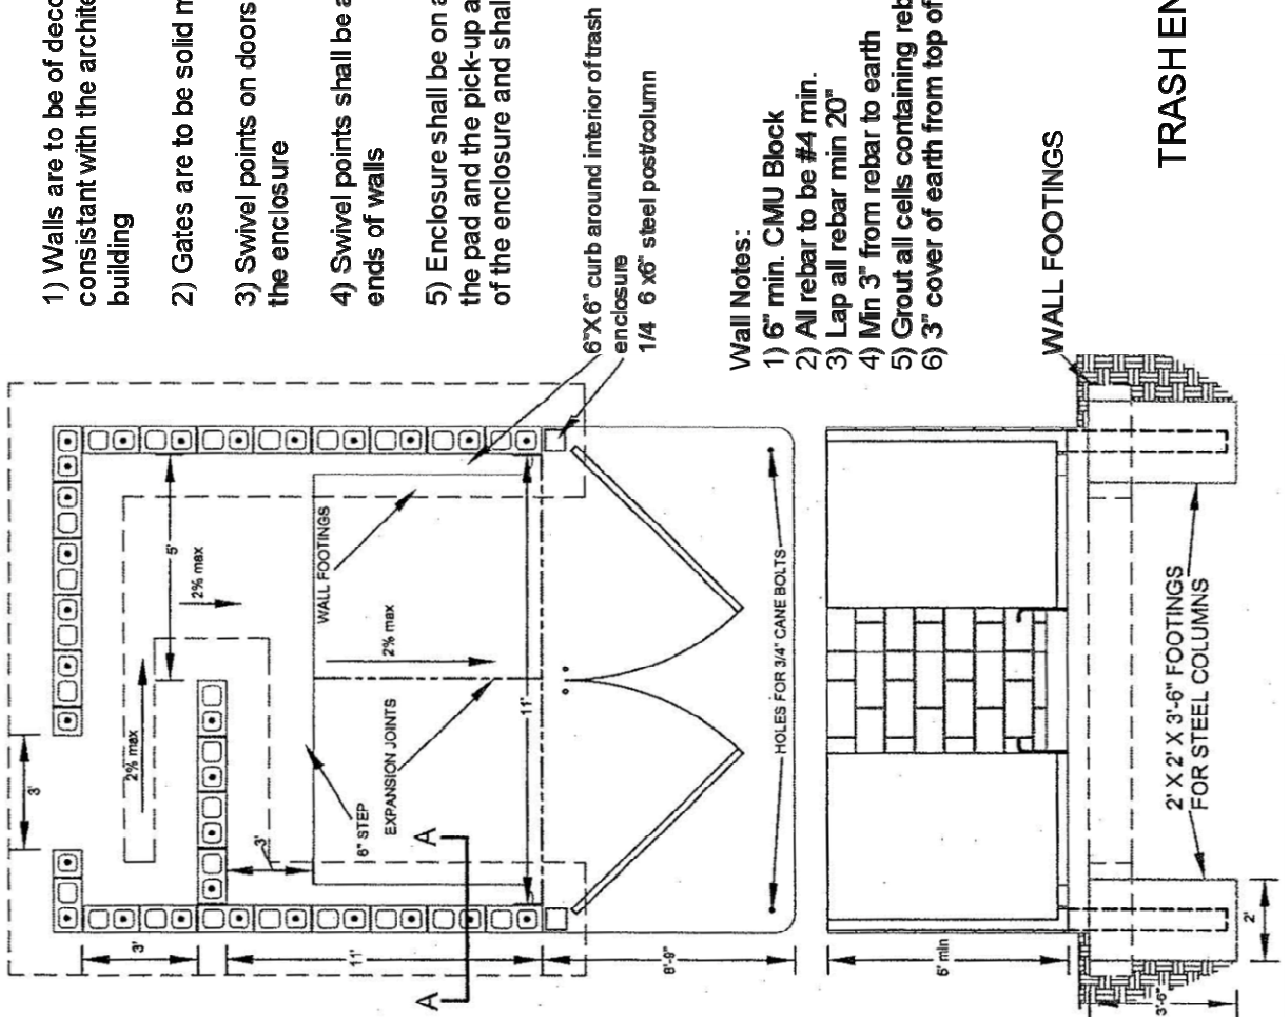 1) Walls are to be of deco
consistant with the archite
building
2) Gates are to be solid m
3) Swivel points on doors
the enclosure
4) Swivel points shall be a
ends of walls
5) Enclosure shall be on a
the pad and the pick-up a
of the enclosure and shal
6"X6" curb around interior of trash
enclosure
1/4 6 x6" steel post/column
Wall Notes:
1) 6" min. CMU Block
2) All rebar to be #4 min.
3) Lap all rebar min 20"
4) Min 3" from rebar to earth
5) Grout all cells containing reb
6) 3" cover of earth from top of
WALL FOOTINGS
TRASH EN
3'
2% max
5'
2% max
3'
WALL FOOTINGS
6" STEP
2% max
EXPANSION JOINTS
3'
11'
11'
A
A
8'-9"
HOLES FOR 3/4" CANE BOLTS
6' min
2' X 2' X 3'-6" FOOTINGS
FOR STEEL COLUMNS
2'
3'-6"